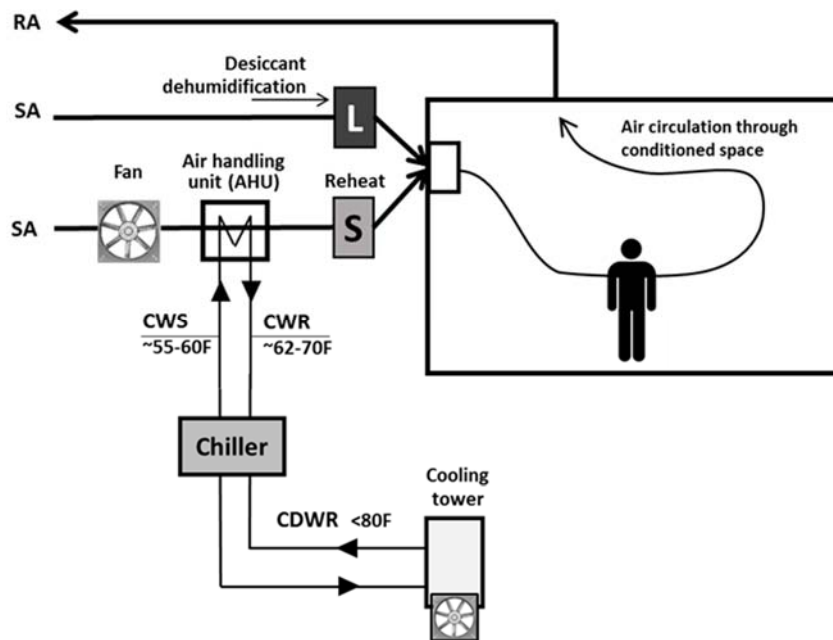 RA
Desiccant
dehumidification
SA
L
Air circulation through
conditioned space
Fan
Air handling
unit (AHU)
Reheat
SA
S
CWS
~55-60F
CWR
~62-70F
Chiller
Cooling
tower
CDWR <80F